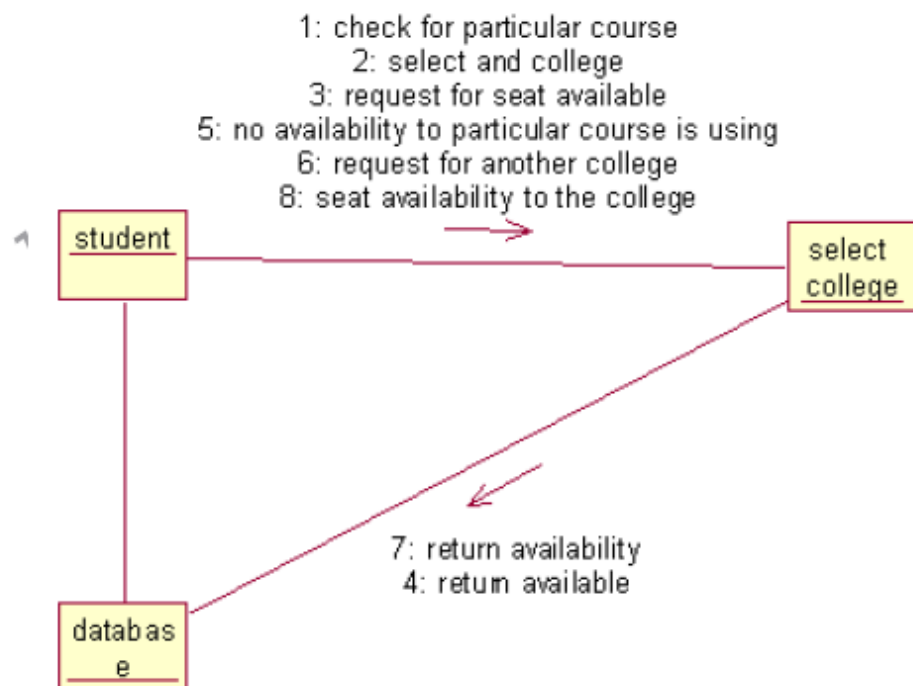 1: check for particular course
2: select and college
3: request for seat available
5: no availability to particular course is using
6: request for another college
8: seat availability to the college
student
select
college
7: return availability
4: return available
databas
e